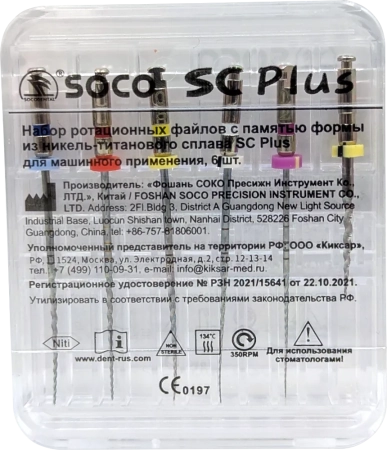 SOCO SC Plus
SOCODENTAL
Набор ротационных файлов с памятью формы
из никель-титанового сплава SC Plus
для машинного применения, 6 шт.
Производитель: «Фошань СОКО Пресижн Инструмент Ко.,
ЛТД.», Китай / FOSHAN SOCO PRECISION INSTRUMENT CO.,
LTD. Address: 2Fl Bldg 3, District A Guangdong New Light Source
Industrial Base, Luocun Shishan town, Nanhai District, 528226 Foshan City
Guangdong, China, tel: +86-757-81806001.
Уполномоченный представитель на территории РФ: ООО «Киксар»,
РФ, 111524, Москва, ул. Электродная, д.2, стр. 12-13-14
тел. +7 (499) 110-09-31, e-mail: info@kiksar-med.ru.
Регистрационное удостоверение № РЗН 2021/15641 от 22.10.2021.
Утилизировать в соответствии с требованиями законодательства РФ.
Niti
NON
STERILE
134°C
350RPM
Для использования
стоматологами!
www.dent-rus.com
CE0197